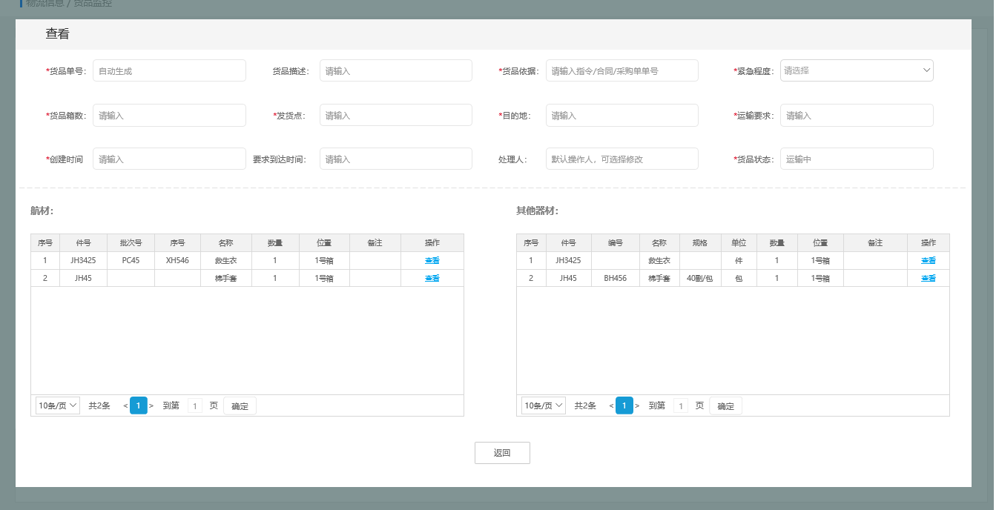 物流信息 / 货品监控
查看
*货品单号： 自动生成 货品描述： 请输入 *货品依据： 请输入指令/合同/采购单单号 *紧急程度： 请选择
*货品箱数： 请输入 *发货点： 请输入 *目的地： 请输入 *运输要求： 请输入
*创建时间 请输入 要求到达时间： 请输入 处理人： 默认操作人，可选择修改 *货品状态： 运输中
航材： 其他器材：
序号 件号 批次号 序号 名称 数量 位置 备注 操作 序号 件号 编号 名称 规格 单位 数量 位置 备注 操作
1 JH3425 PC45 XH546 救生衣 1 1号箱 查看 1 JH3425 救生衣 件 1 1号箱 查看
2 JH45 棉手套 1 1号箱 查看 2 JH45 BH456 棉手套 40副/包 包 1 1号箱 查看
10条/页 共2条 < 1 > 到第 1 页 确定 10条/页 共2条 < 1 > 到第 1 页 确定
返回